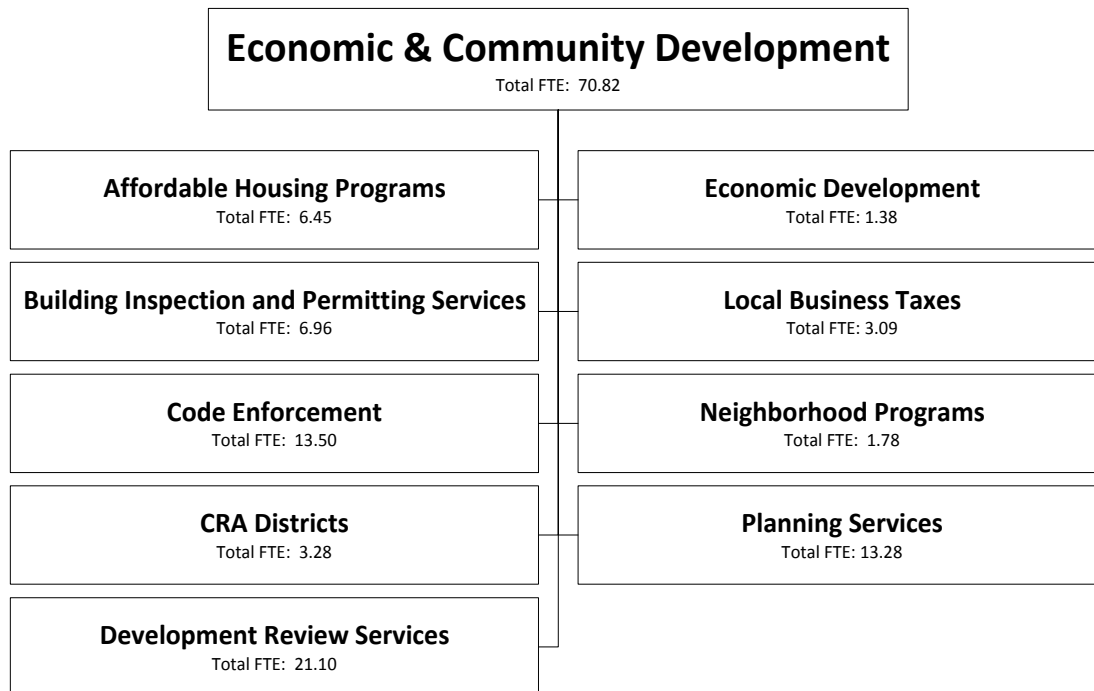 Economic & Community Development
Total FTE: 70.82
Affordable Housing Programs
Total FTE: 6.45
Building Inspection and Permitting Services
Total FTE: 6.96
Code Enforcement
Total FTE: 13.50
CRA Districts
Total FTE: 3.28
Development Review Services
Total FTE: 21.10
Economic Development
Total FTE: 1.38
Local Business Taxes
Total FTE: 3.09
Neighborhood Programs
Total FTE: 1.78
Planning Services
Total FTE: 13.28